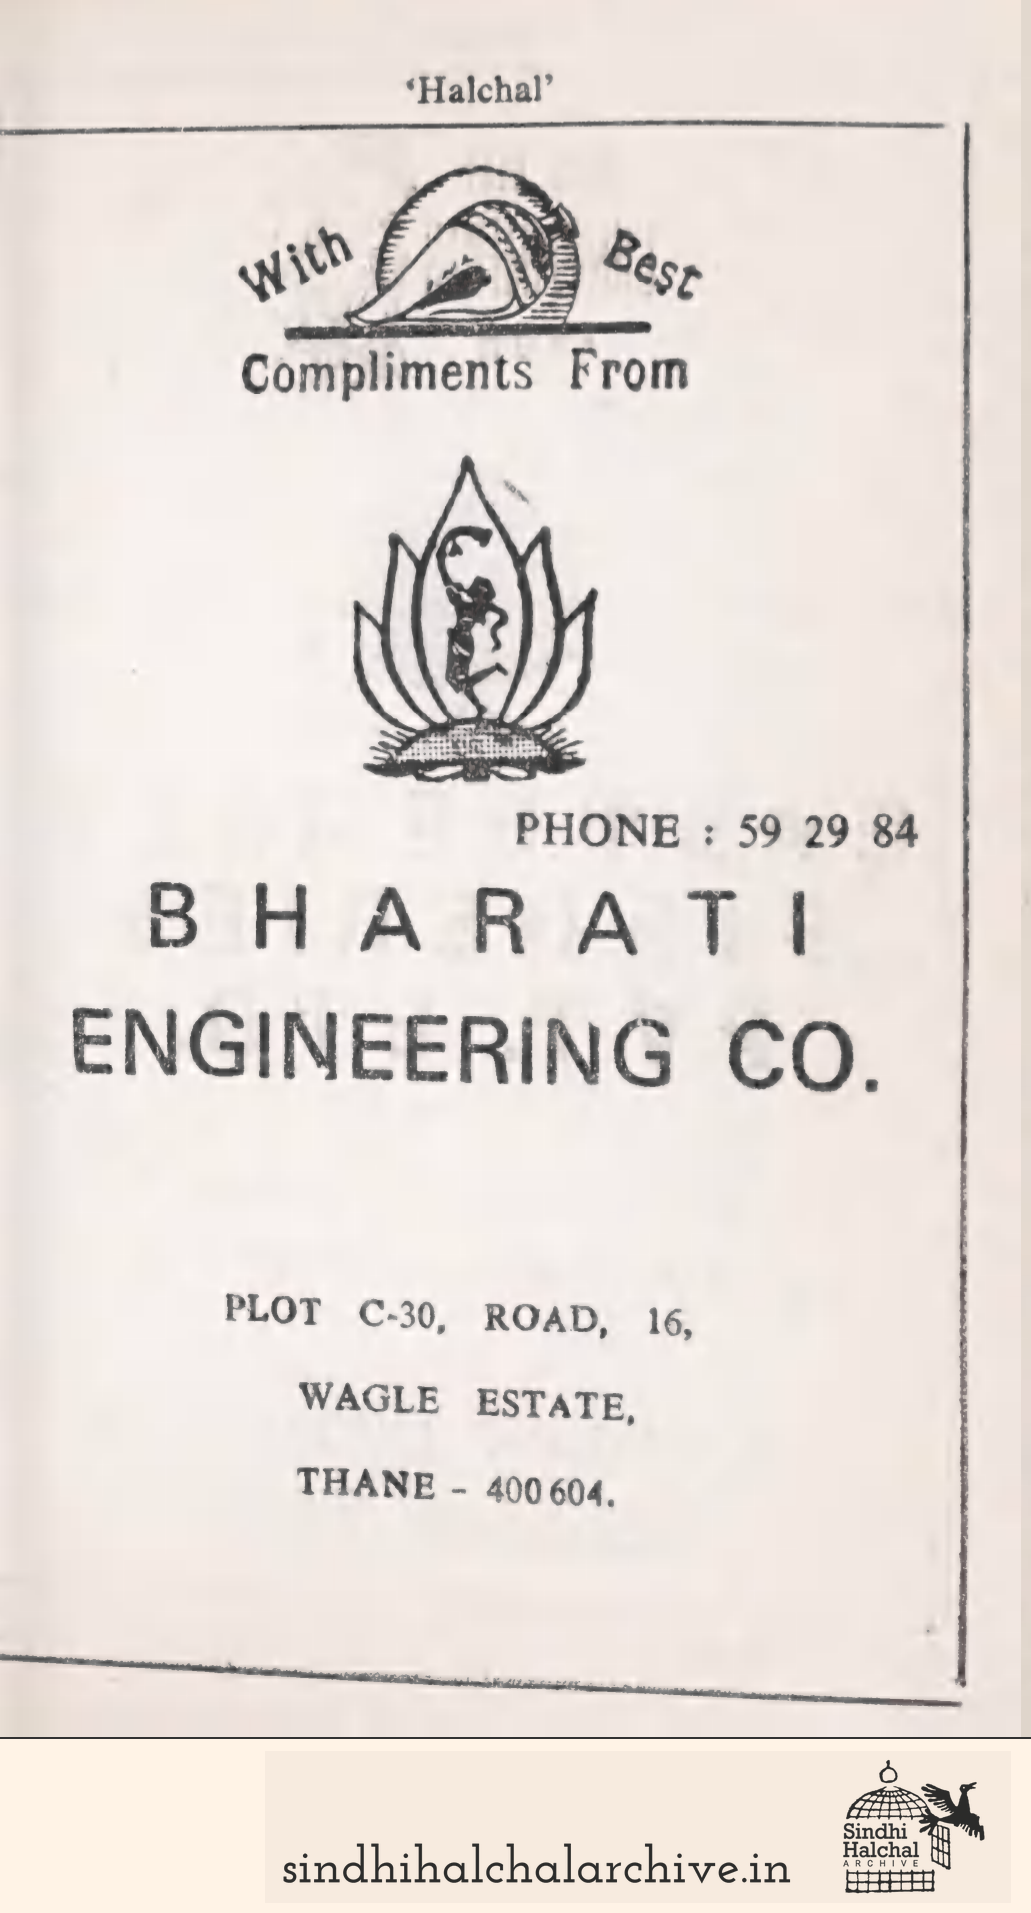 ‘Halchal’
With Best
Compliments From
PHONE : 59 29 84
BHARATI
ENGINEERING CO.
PLOT C-30, ROAD, 16,
WAGLE ESTATE,
THANE - 400 604.
sindhihalchalarchive.in
Sindhi
Halchal
ARCHIVE